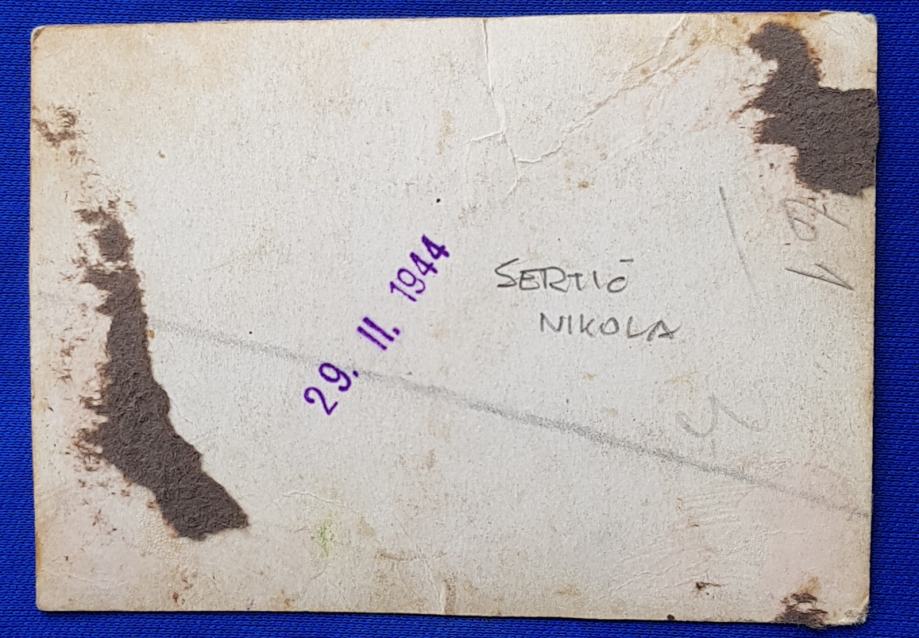 29. II. 1944
SERTIĆ
NIKOLA